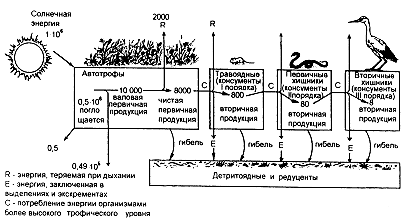 Солнечная
энергия
1·10⁶
2000
R
R
R
R
Автотрофы
0,5·10⁶
погло
щается
10 000
валовая
первичная
продукция
8000
чистая
первичная
продукция
C
Травоядные
(консументы
I порядка)
800
вторичная
продукция
C
Первичные
хищники
(консументы
II порядка)
80
вторичная
продукция
C
Вторичные
хищники
(консументы
III порядка)
8
вторичная
продукция
0,5
0,49·10⁶
гибель
E
гибель
E
гибель
E
гибель
Детритоядные и редуценты
R - энергия, теряемая при дыхании
E - энергия, заключенная в
выделениях и экскрементах
C - потребление энергии организмами
более высокого трофического уровня